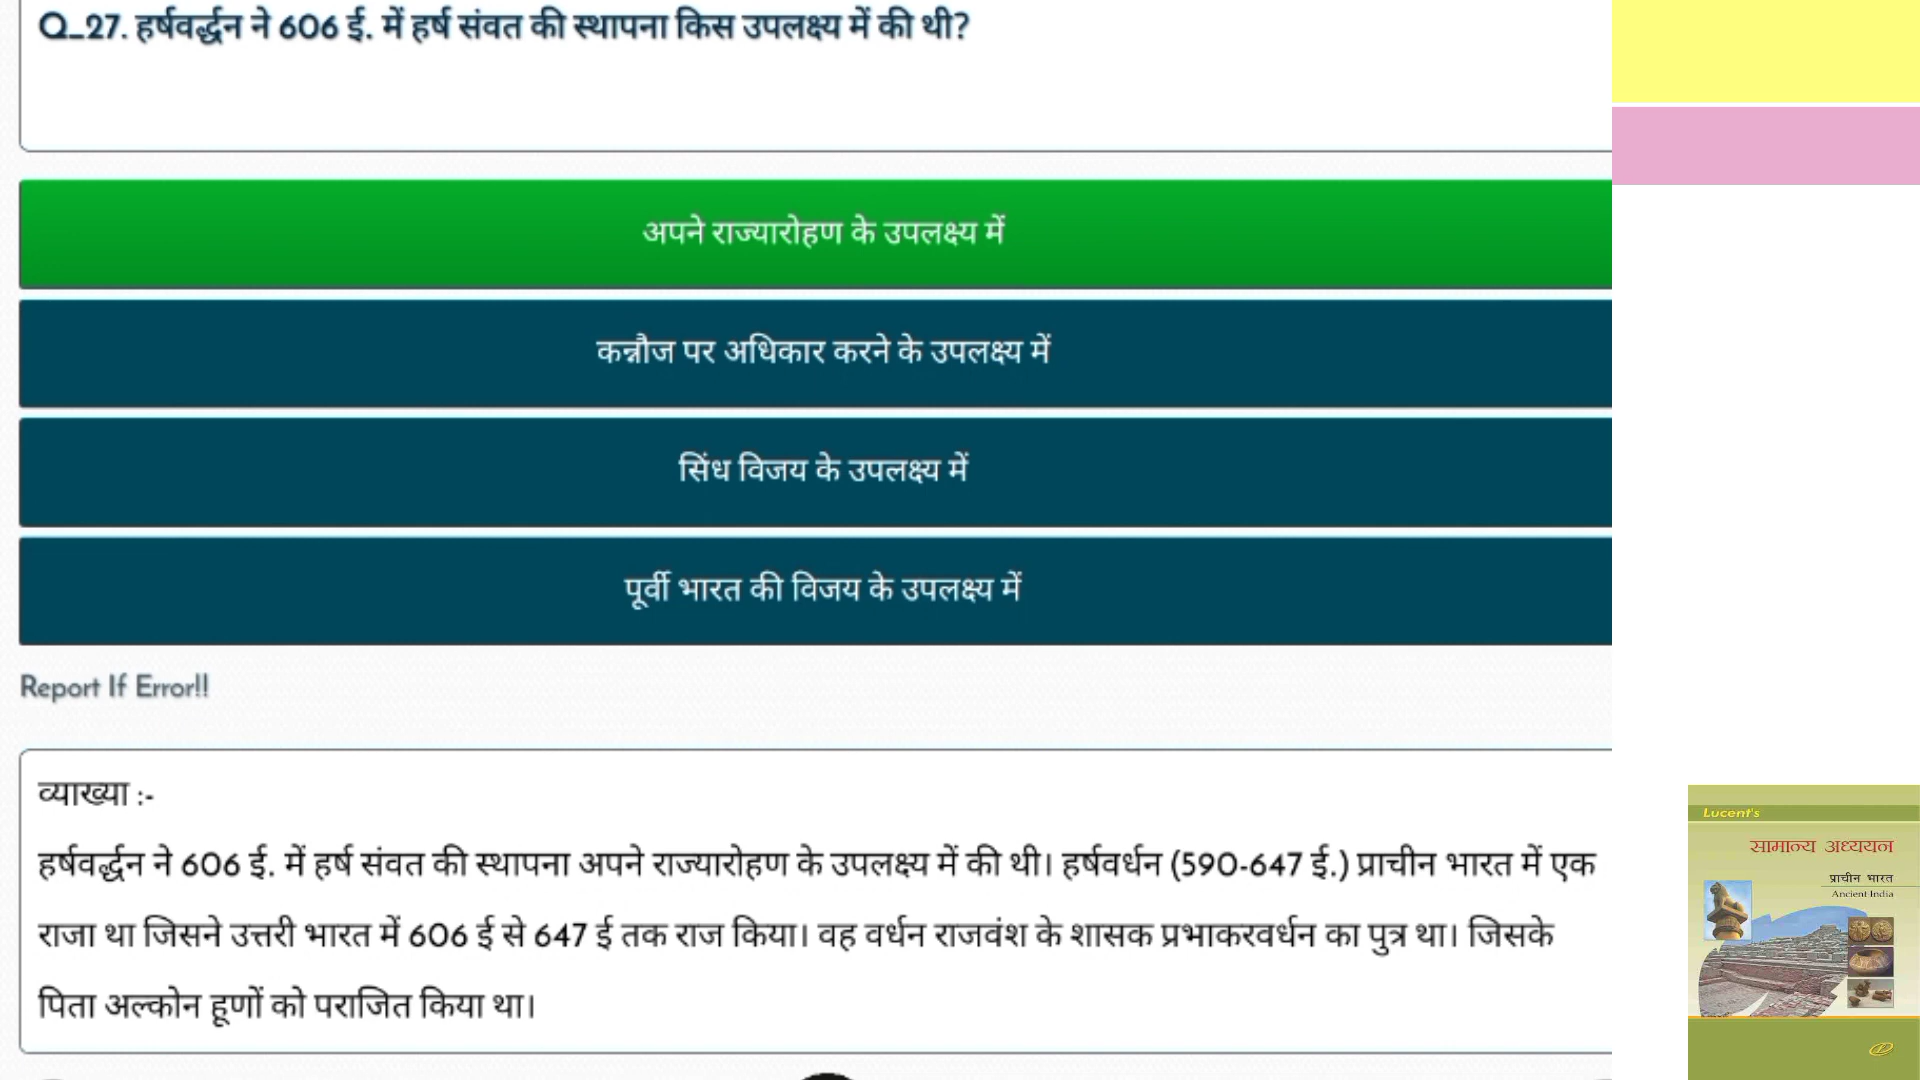 Q_27. हर्षवर्द्धन ने 606 ई. में हर्ष संवत की स्थापना किस उपलक्ष्य में की थी?
अपने राज्यारोहण के उपलक्ष्य में
कन्नौज पर अधिकार करने के उपलक्ष्य में
सिंध विजय के उपलक्ष्य में
पूर्वी भारत की विजय के उपलक्ष्य में
Report If Error!!
व्याख्या :-
हर्षवर्द्धन ने 606 ई. में हर्ष संवत की स्थापना अपने राज्यारोहण के उपलक्ष्य में की थी। हर्षवर्धन (590-647 ई.) प्राचीन भारत में एक
राजा था जिसने उत्तरी भारत में 606 ई से 647 ई तक राज किया। वह वर्धन राजवंश के शासक प्रभाकरवर्धन का पुत्र था। जिसके
पिता अल्कोन हूणों को पराजित किया था।
Lucent's
सामान्य अध्ययन
प्राचीन भारत
Ancient India